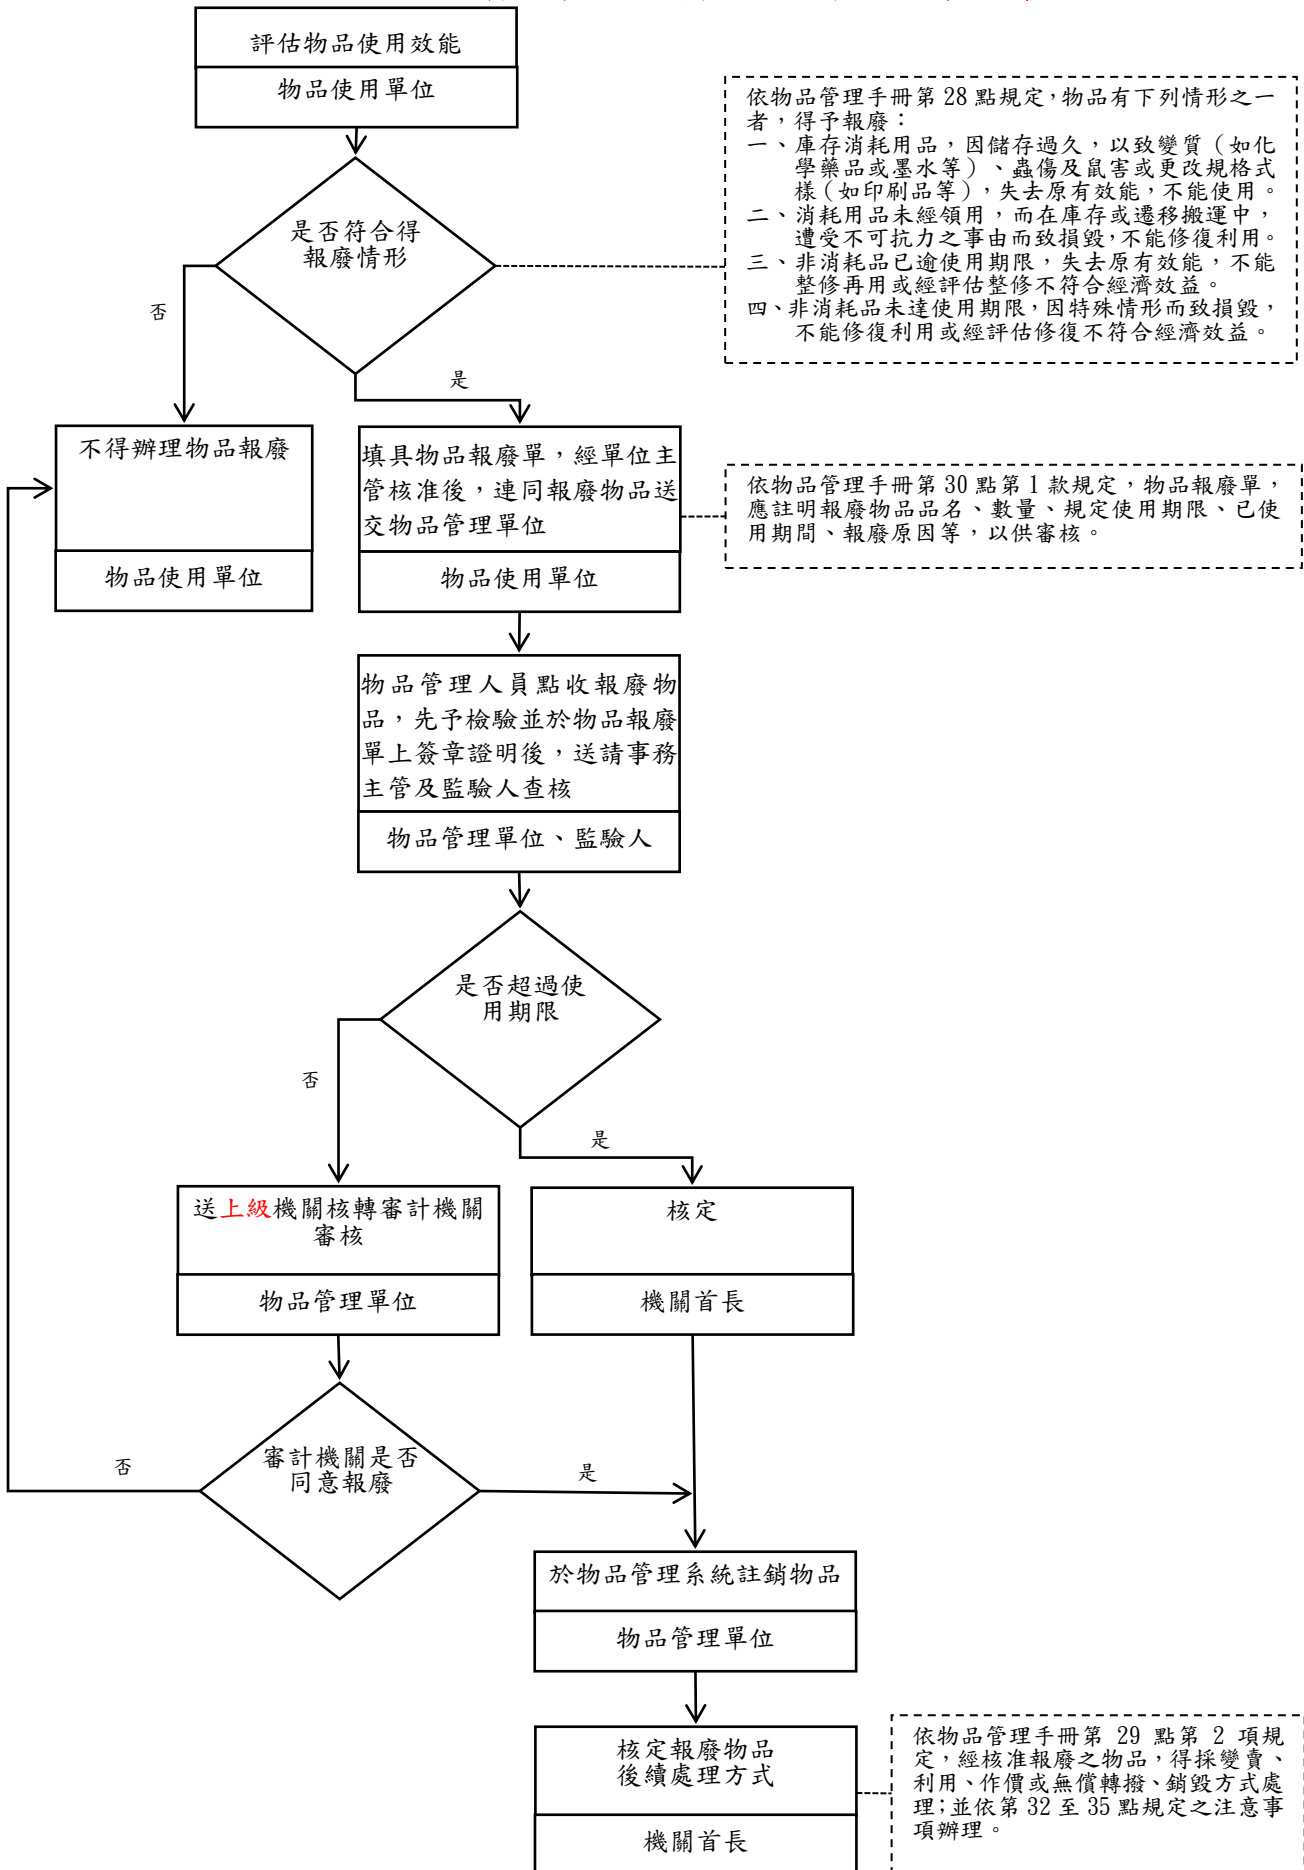 評估物品使用效能
物品使用單位
依物品管理手冊第 28 點規定，物品有下列情形之一
者，得予報廢：
一、庫存消耗用品，因儲存過久，以致變質（如化
學藥品或墨水等）、蟲傷及鼠害或更改規格式
樣（如印刷品等），失去原有效能，不能使用。
二、消耗用品未經領用，而在庫存或遷移搬運中，
遭受不可抗力之事由而致損毀，不能修復利用。
三、非消耗品已逾使用期限，失去原有效能，不能
整修再用或經評估整修不符合經濟效益。
四、非消耗品未達使用期限，因特殊情形而致損毀，
不能修復利用或經評估修復不符合經濟效益。
是否符合得
報廢情形
否
是
不得辦理物品報廢
物品使用單位
填具物品報廢單，經單位主
管核准後，連同報廢物品送
交物品管理單位
物品使用單位
依物品管理手冊第 30 點第 1 款規定，物品報廢單，
應註明報廢物品品名、數量、規定使用期限、已使
用期間、報廢原因等，以供審核。
物品管理人員點收報廢物
品，先予檢驗並於物品報廢
單上簽章證明後，送請事務
主管及監驗人查核
物品管理單位、監驗人
是否超過使
用期限
否
是
送上級機關核轉審計機關
審核
物品管理單位
核定
機關首長
審計機關是否
同意報廢
否
是
於物品管理系統註銷物品
物品管理單位
核定報廢物品
後續處理方式
機關首長
依物品管理手冊第 29 點第 2 項規
定，經核准報廢之物品，得採變賣、
利用、作價或無償轉撥、銷毀方式處
理；並依第 32 至 35 點規定之注意事
項辦理。